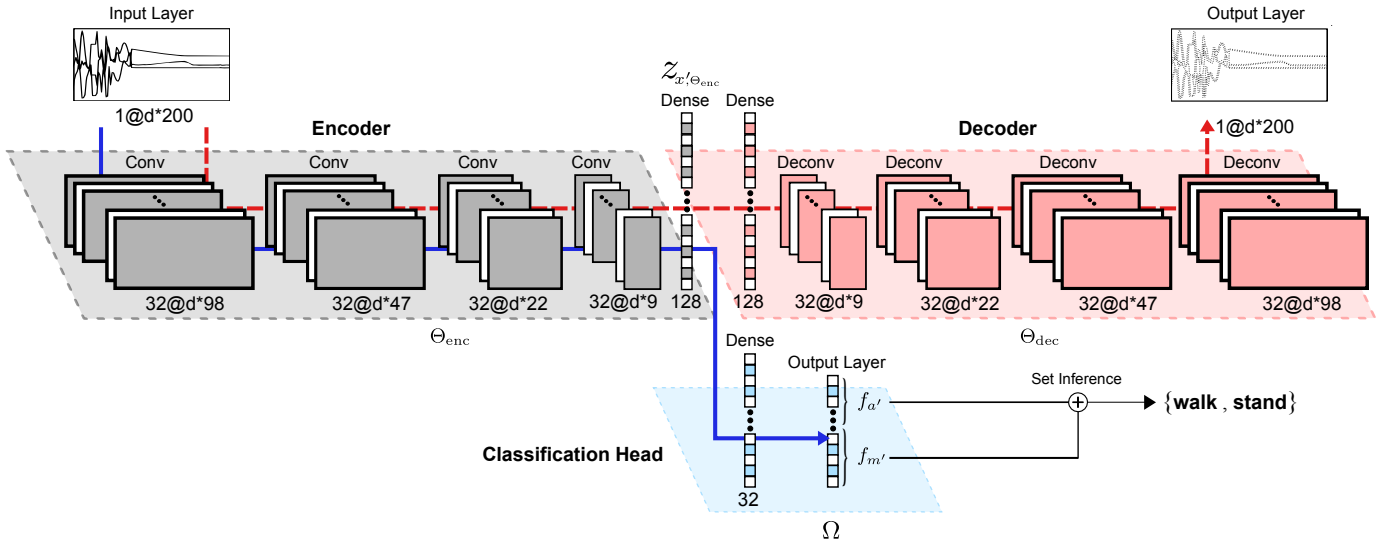 Input Layer
1@d*200
Encoder
Conv
Conv
Conv
Conv
32@d*98
32@d*47
32@d*22
32@d*9
Θenc
zx′,Θenc
Dense
128
Dense
128
Decoder
Deconv
Deconv
Deconv
Deconv
32@d*9
32@d*22
32@d*47
32@d*98
Θdec
Output Layer
1@d*200
Classification Head
Dense
32
Output Layer
fa′
fm′
Ω
Set Inference
{walk , stand}